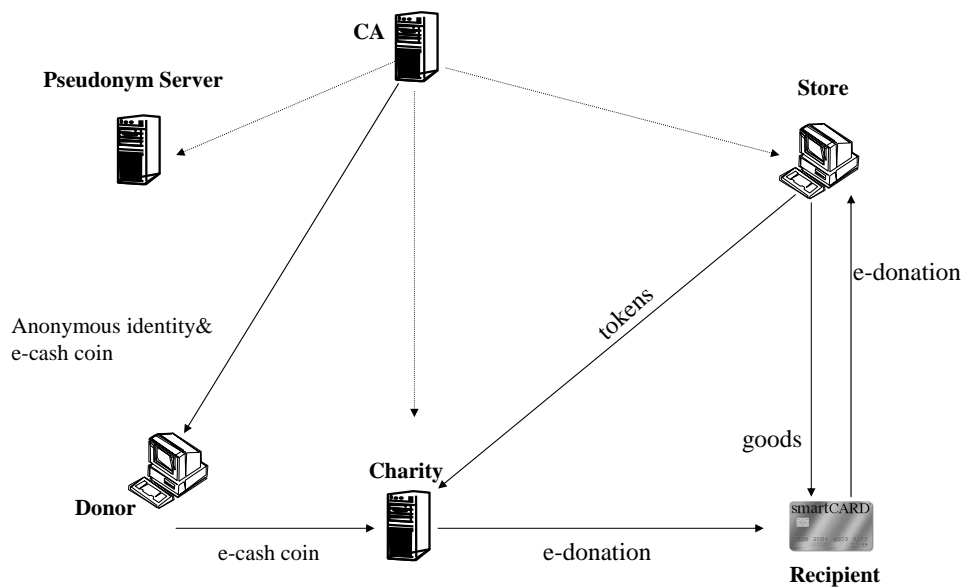 CA
Pseudonym Server
Store
e-donation
tokens
Anonymous identity&
e-cash coin
goods
Charity
Donor
smartCARD
e-cash coin
e-donation
Recipient